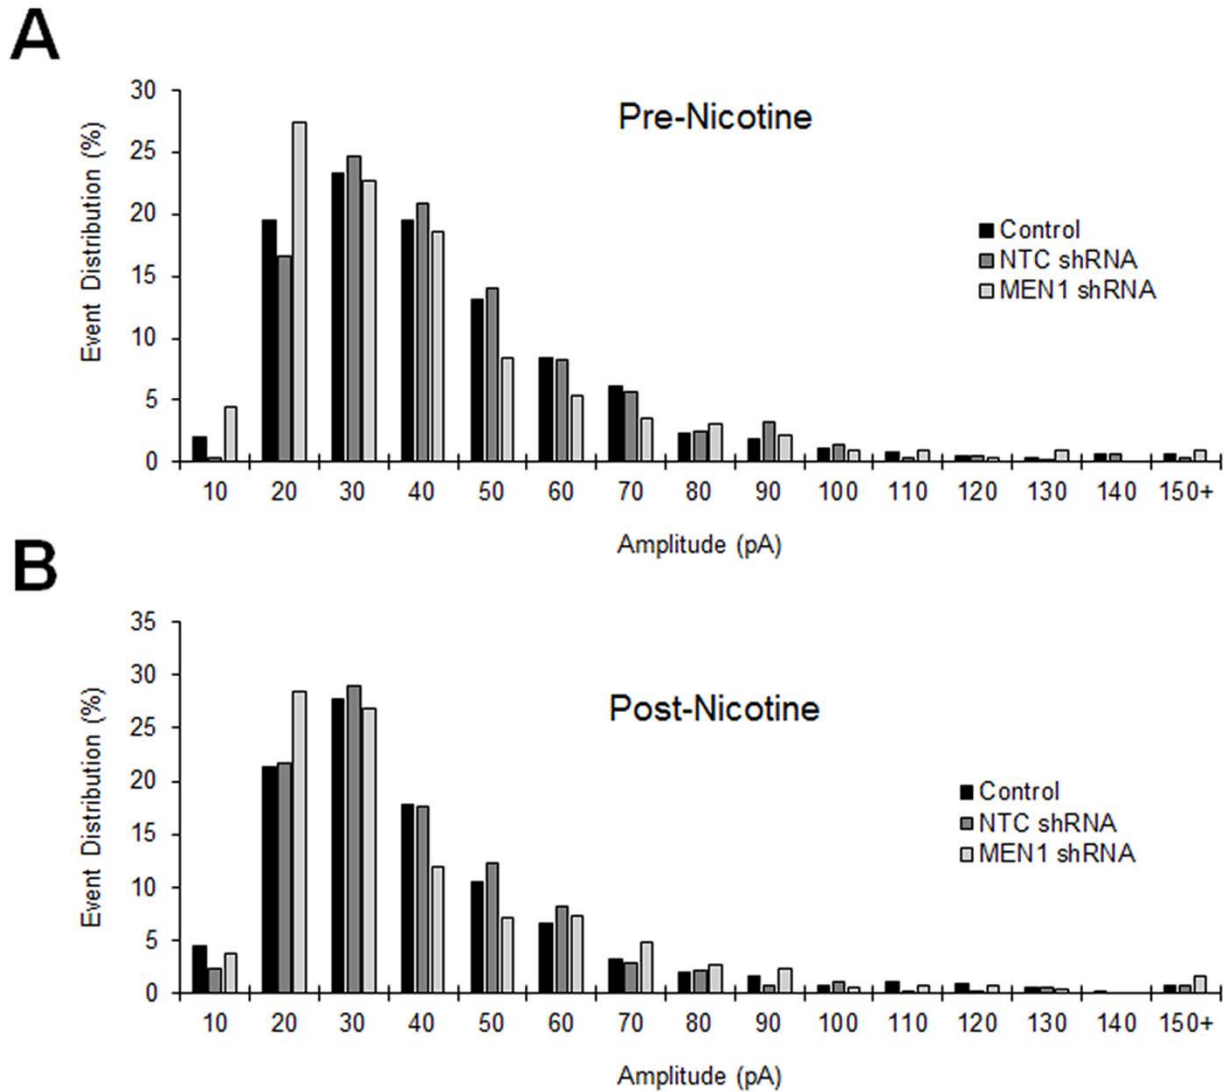 A
30
25
20
15
10
5
0
Event Distribution (%)
Pre-Nicotine
Control
NTC shRNA
MEN1 shRNA
10 20 30 40 50 60 70 80 90 100 110 120 130 140 150+
Amplitude (pA)
B
35
30
25
20
15
10
5
0
Event Distribution (%)
Post-Nicotine
Control
NTC shRNA
MEN1 shRNA
10 20 30 40 50 60 70 80 90 100 110 120 130 140 150+
Amplitude (pA)